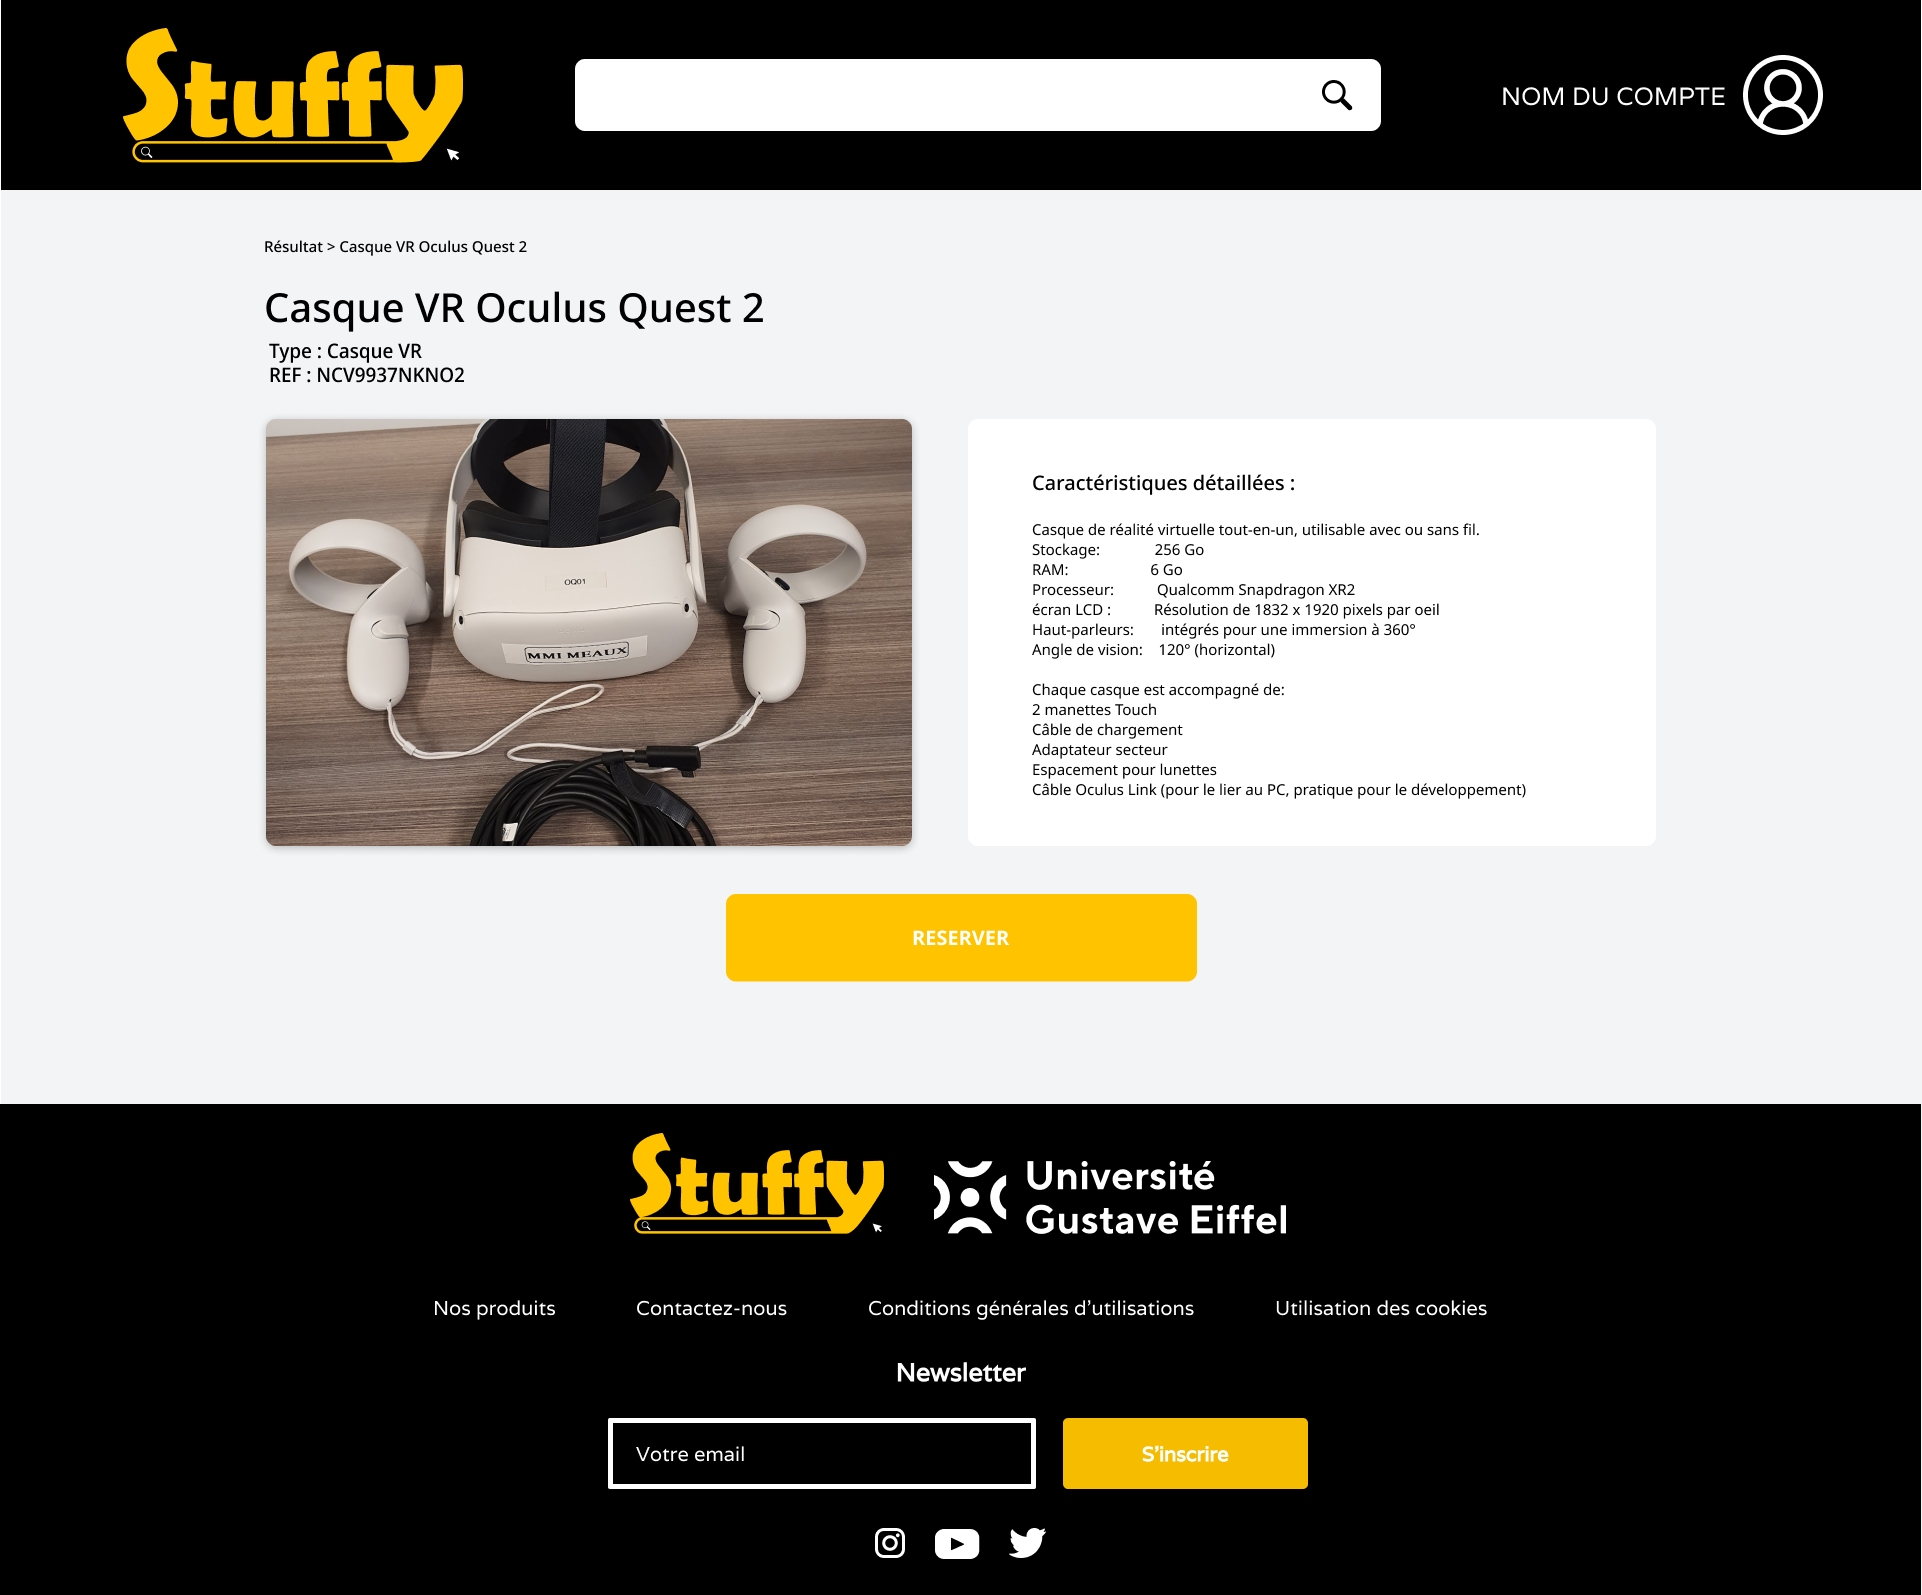 Stuffy
NOM DU COMPTE
Résultat > Casque VR Oculus Quest 2
Casque VR Oculus Quest 2
Type : Casque VR
REF : NCV9937NKNO2
OQ01
MMI MEAUX
Caractéristiques détaillées :
Casque de réalité virtuelle tout-en-un, utilisable avec ou sans fil.
Stockage: 256 Go
RAM: 6 Go
Processeur: Qualcomm Snapdragon XR2
écran LCD : Résolution de 1832 x 1920 pixels par oeil
Haut-parleurs: intégrés pour une immersion à 360°
Angle de vision: 120° (horizontal)
Chaque casque est accompagné de:
2 manettes Touch
Câble de chargement
Adaptateur secteur
Espacement pour lunettes
Câble Oculus Link (pour le lier au PC, pratique pour le développement)
RESERVER
Stuffy
Université
Gustave Eiffel
Nos produits
Contactez-nous
Conditions générales d'utilisations
Utilisation des cookies
Newsletter
Votre email
S'inscrire